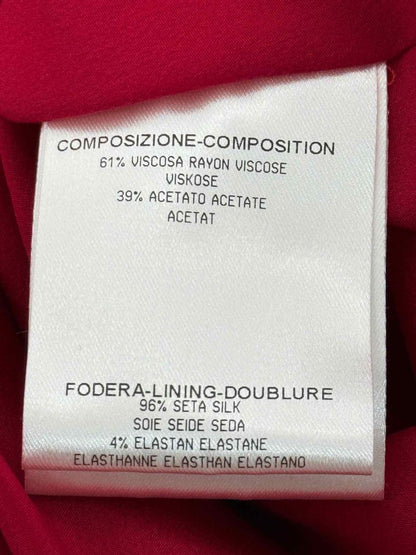 COMPOSIZIONE-COMPOSITION
61% VISCOSA RAYON VISCOSE
VISKOSE
39% ACETATO ACETATE
ACETAT
FODERA-LINING-DOUBLURE
96% SETA SILK
SOIE SEIDE SEDA
4% ELASTAN ELASTANE
ELASTHANNE ELASTHAN ELASTANO